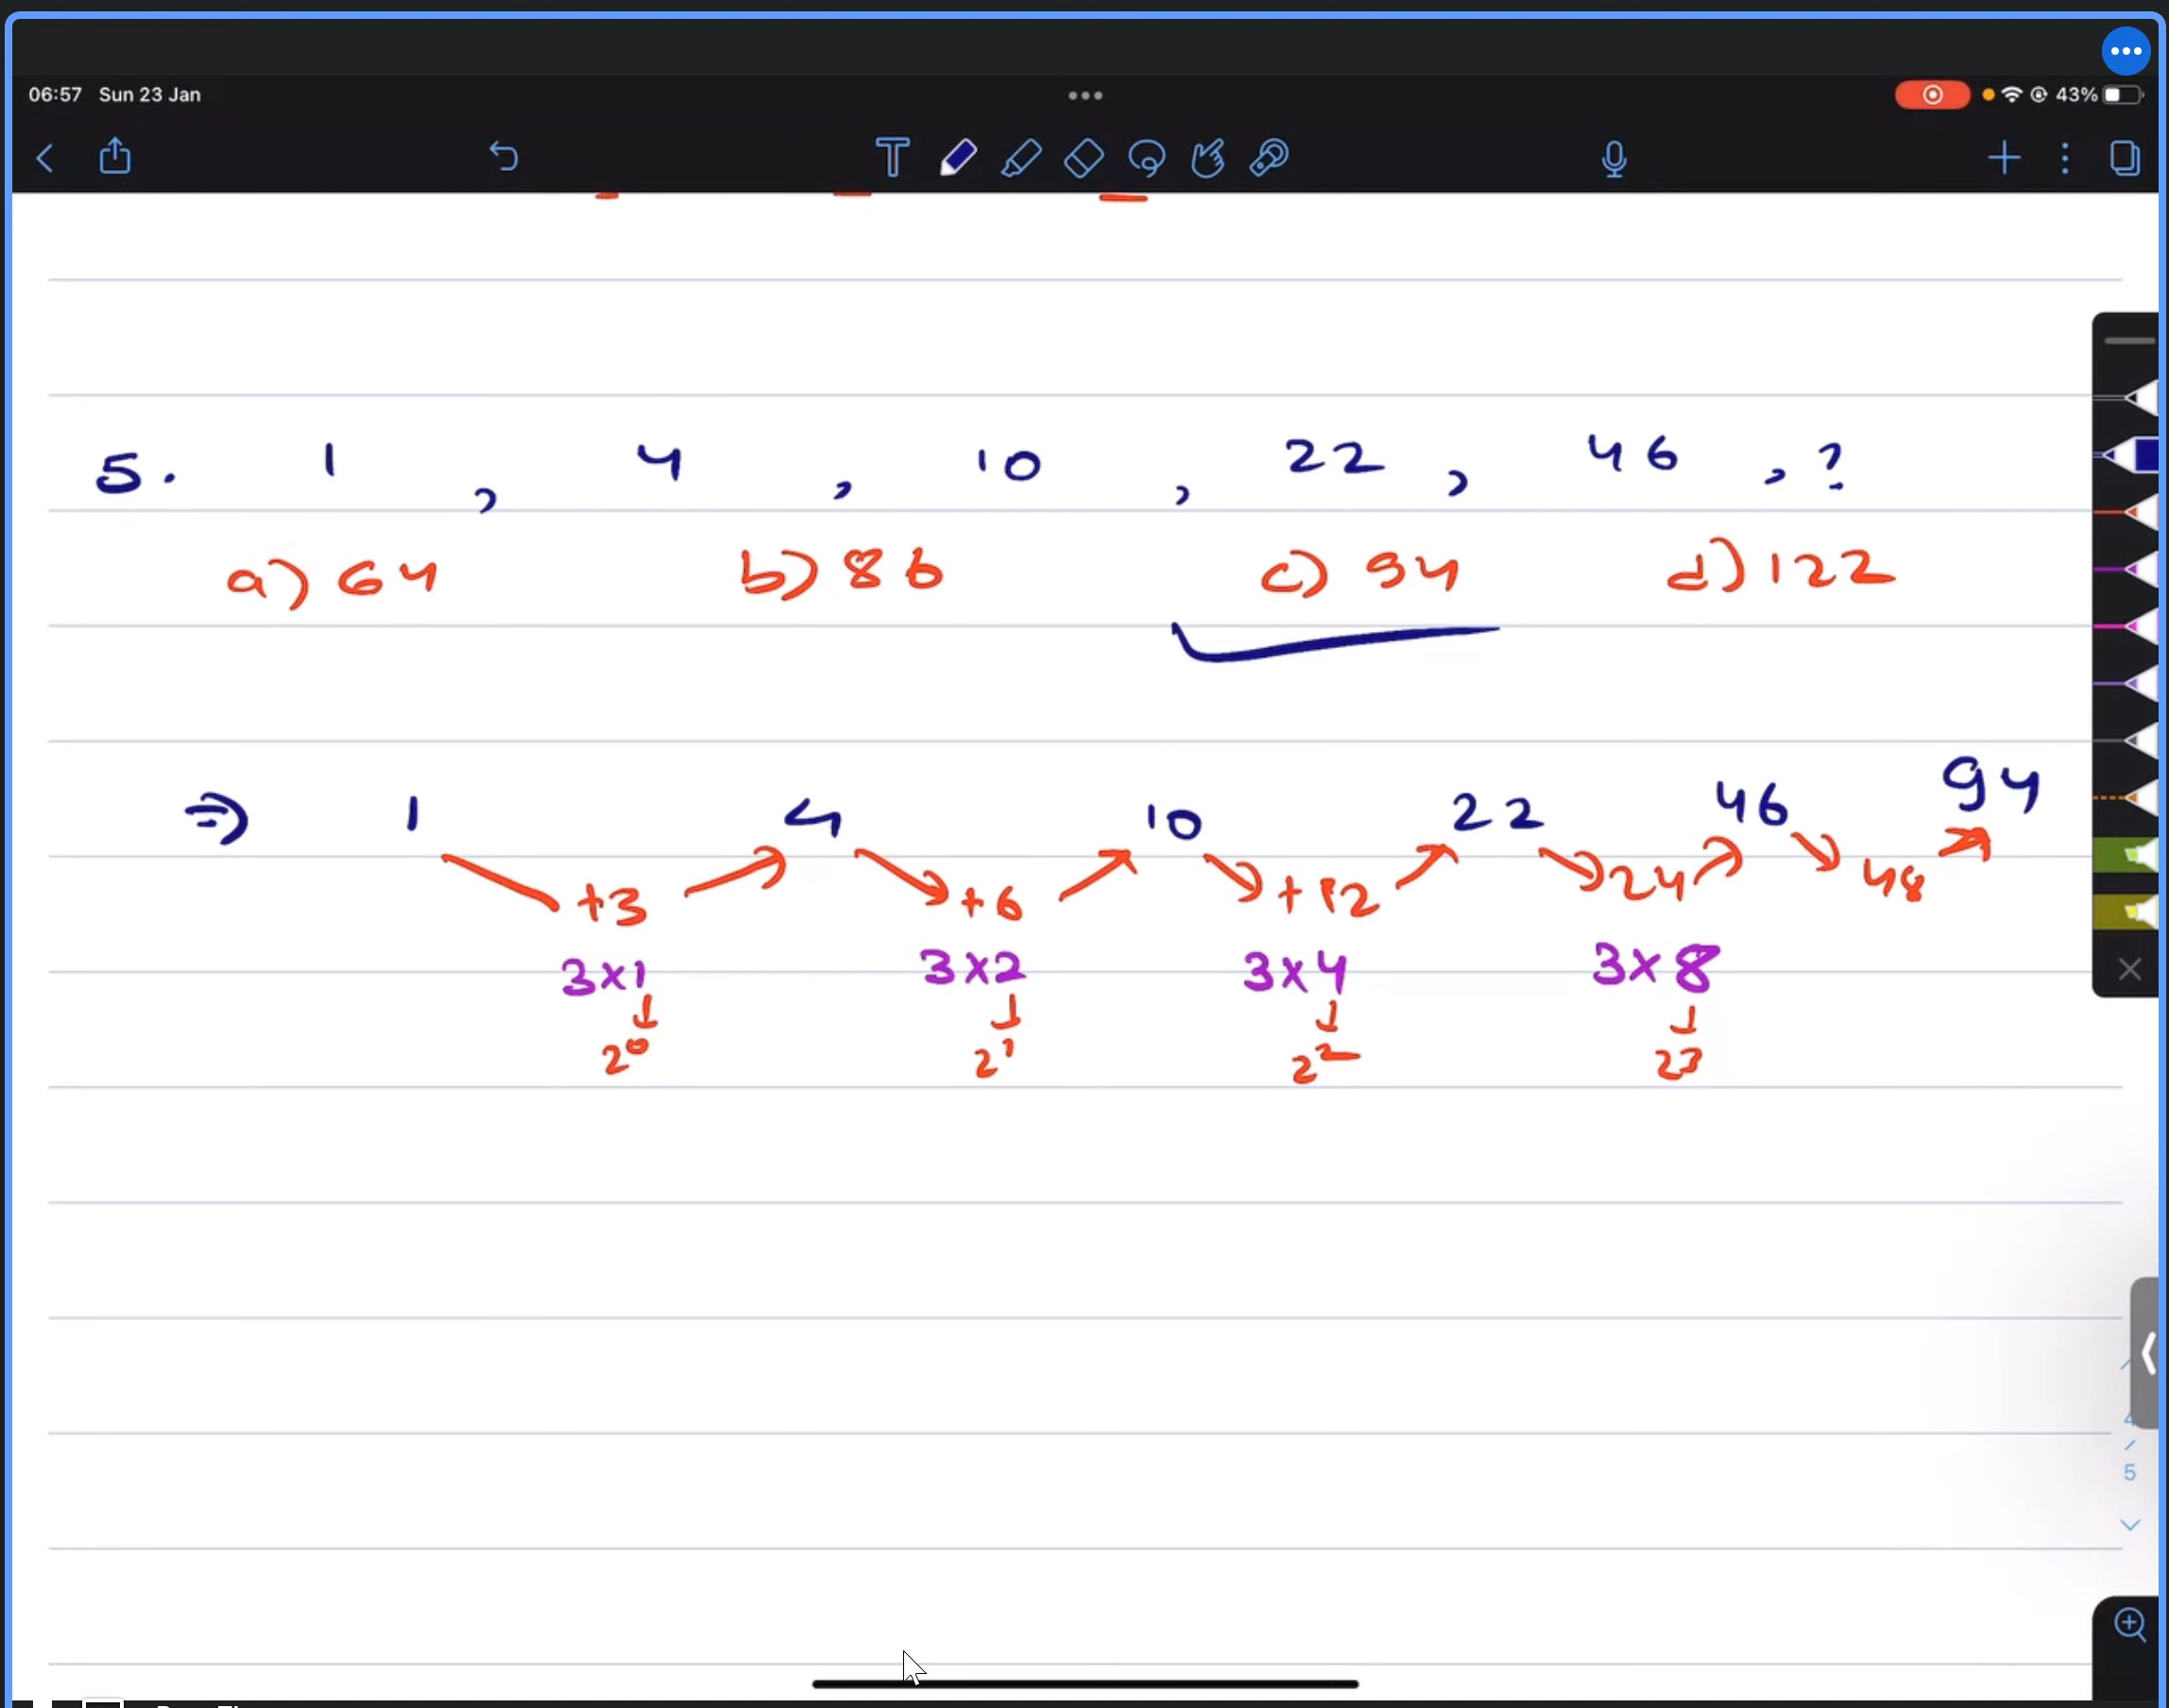 06:57 Sun 23 Jan 43%
5. 1 , 4 , 10 , 22 , 46 , ?
a) 64 b) 86 c) 94 d) 122
⇒ 1 4 10 22 46 94
+3 +6 +12 24 48
3×1 3×2 3×4 3×8
2⁰ 2¹ 2² 2³
4
/
5